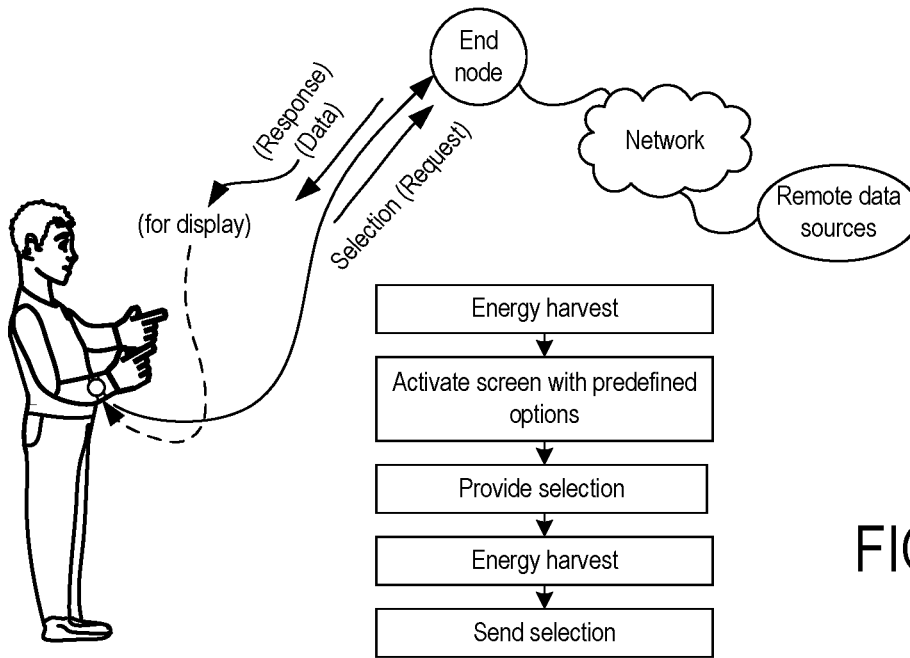 End
node
(Response)
(Data)
Selection (Request)
(for display)
Network
Remote data
sources
Energy harvest
Activate screen with predefined
options
Provide selection
Energy harvest
Send selection
FIG